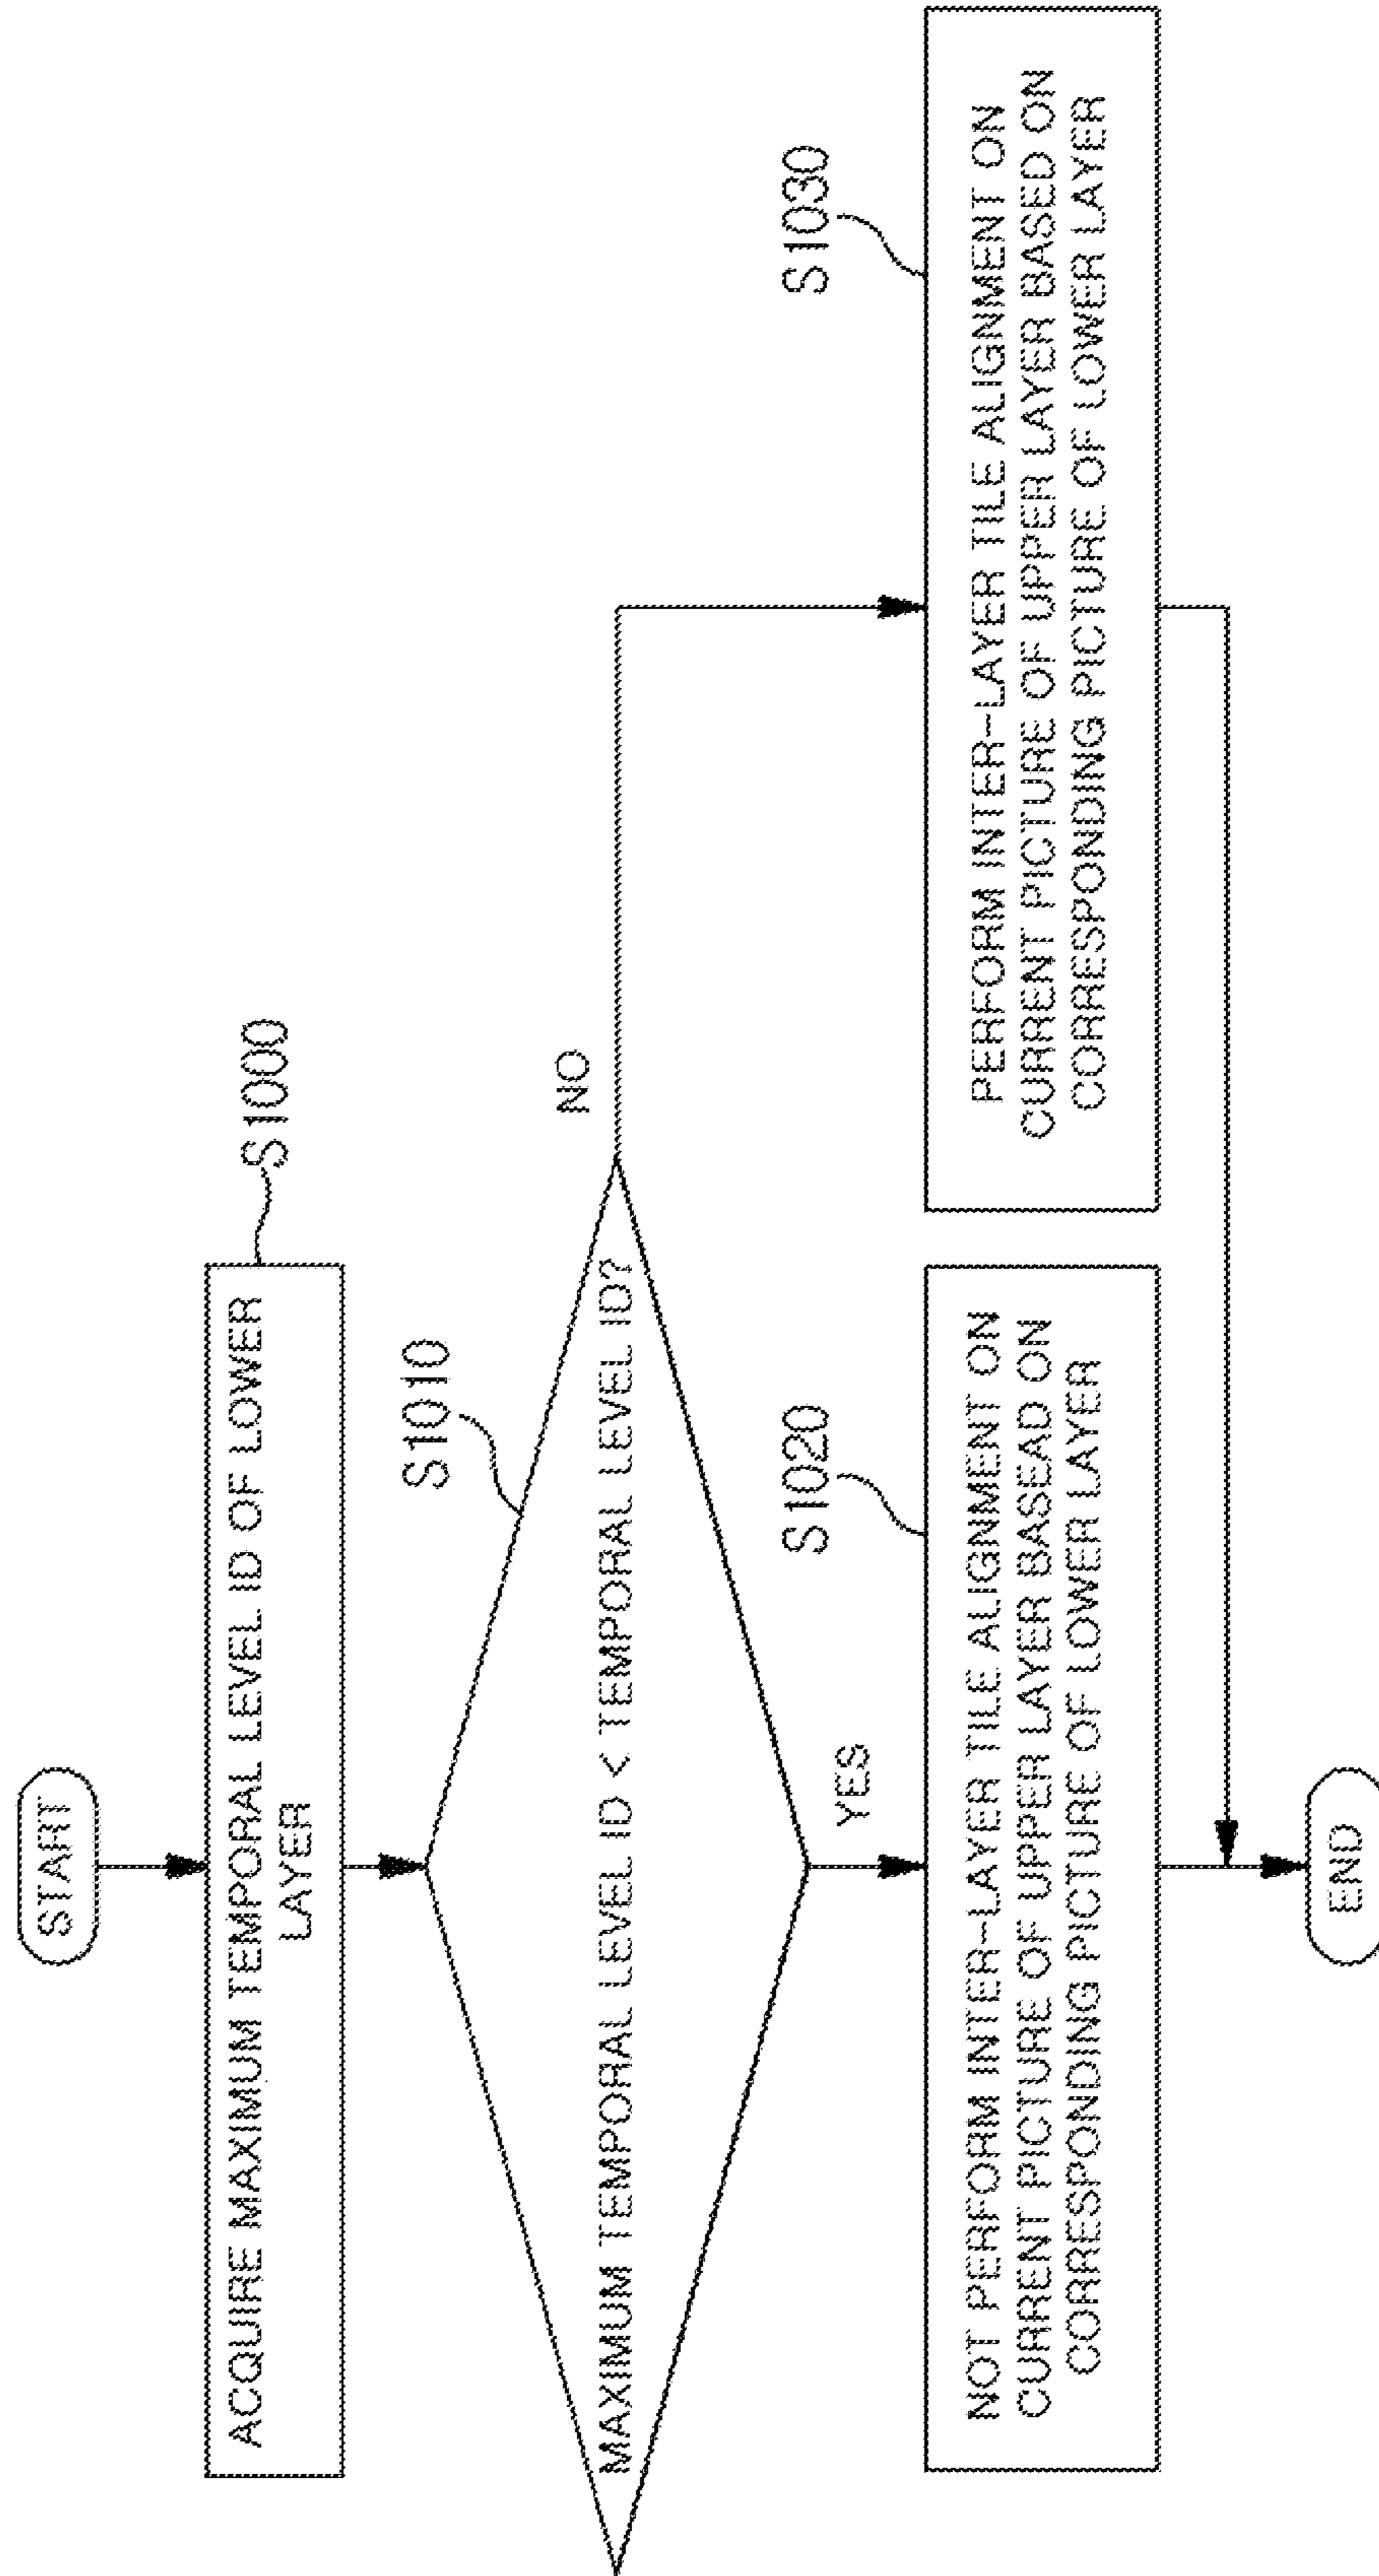 START
ACQUIRE MAXIMUM TEMPORAL LEVEL ID OF LOWER
LAYER
S1000
MAXIMUM TEMPORAL LEVEL ID < TEMPORAL LEVEL ID?
S1010
NO
YES
NOT PERFORM INTER-LAYER TILE ALIGNMENT ON
CURRENT PICTURE OF UPPER LAYER BASEAD ON
CORRESPONDING PICTURE OF LOWER LAYER
S1020
PERFORM INTER-LAYER TILE ALIGNMENT ON
CURRENT PICTURE OF UPPER LAYER BASED ON
CORRESPONDING PICTURE OF LOWER LAYER
S1030
END